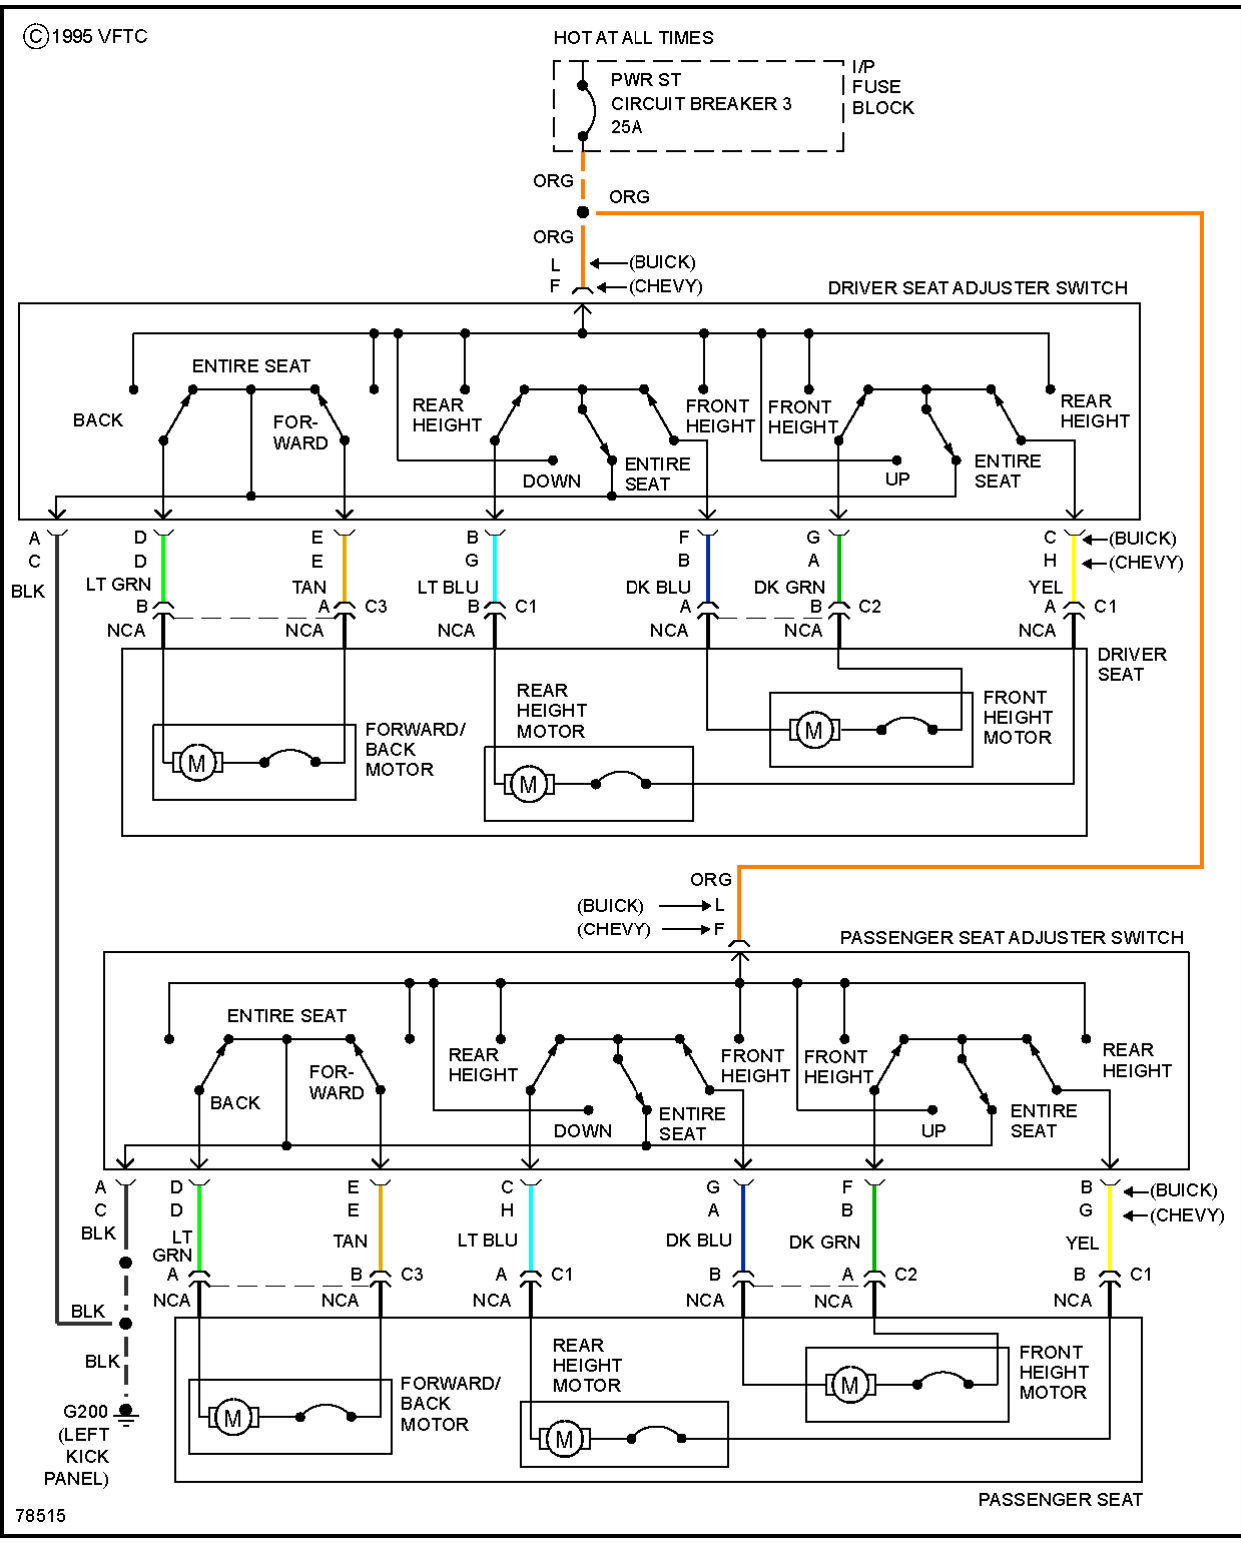 © 1995 VFTC
HOT AT ALL TIMES
PWR ST
CIRCUIT BREAKER 3
25A
I/P
FUSE
BLOCK
ORG
ORG
ORG
L (BUICK)
F (CHEVY)
DRIVER SEAT ADJUSTER SWITCH
ENTIRE SEAT
BACK
FOR-
WARD
REAR
HEIGHT
DOWN
ENTIRE
SEAT
FRONT
HEIGHT
FRONT
HEIGHT
UP
ENTIRE
SEAT
REAR
HEIGHT
A D E B F G C (BUICK)
C D E G B A H (CHEVY)
BLK LT GRN TAN LT BLU DK BLU DK GRN YEL
B A C3 B C1 A B C2 A C1
NCA NCA NCA NCA NCA NCA
DRIVER
SEAT
FORWARD/
BACK
MOTOR
M
REAR
HEIGHT
MOTOR
M
FRONT
HEIGHT
MOTOR
M
ORG
(BUICK) L
(CHEVY) F
PASSENGER SEAT ADJUSTER SWITCH
ENTIRE SEAT
BACK
FOR-
WARD
REAR
HEIGHT
DOWN
ENTIRE
SEAT
FRONT
HEIGHT
FRONT
HEIGHT
UP
ENTIRE
SEAT
REAR
HEIGHT
A D E C G F B (BUICK)
C D E H A B G (CHEVY)
BLK LT
GRN TAN LT BLU DK BLU DK GRN YEL
A B C3 A C1 B A C2 B C1
NCA NCA NCA NCA NCA NCA
BLK
BLK
G200
(LEFT
KICK
PANEL)
FORWARD/
BACK
MOTOR
M
REAR
HEIGHT
MOTOR
M
FRONT
HEIGHT
MOTOR
M
PASSENGER SEAT
78515